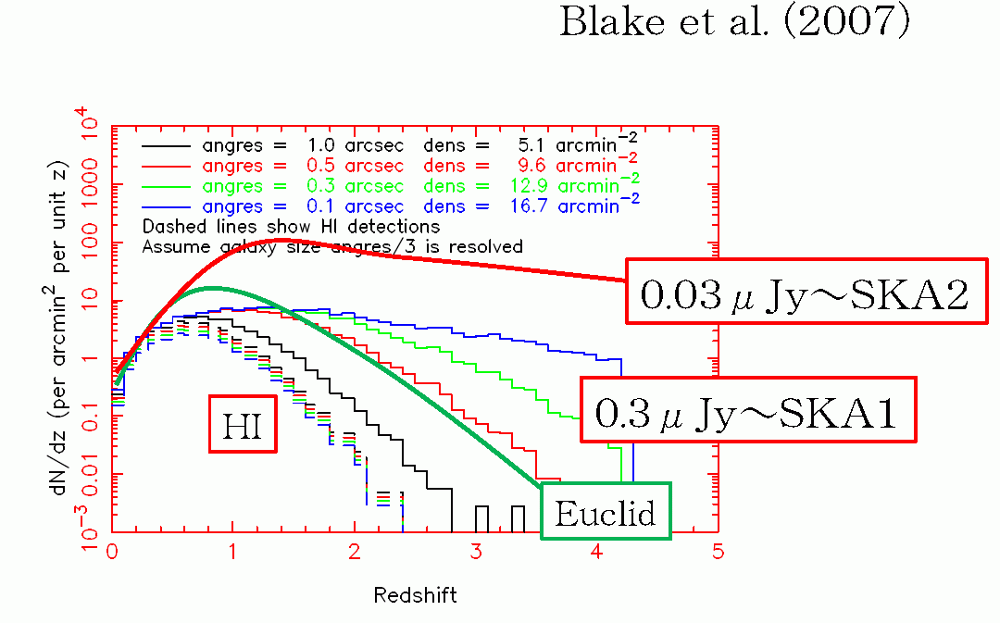 Blake et al. (2007)
angres = 1.0 arcsec dens = 5.1 arcmin⁻²
angres = 0.5 arcsec dens = 9.6 arcmin⁻²
angres = 0.3 arcsec dens = 12.9 arcmin⁻²
angres = 0.1 arcsec dens = 16.7 arcmin⁻²
Dashed lines show HI detections
Assume galaxy size angres/3 is resolved
dN/dz (per arcmin² per unit z)
10⁴
1000
100
10
1
0.1
0.01
10⁻³
0.03μJy～SKA2
0.3μJy～SKA1
HI
Euclid
0 1 2 3 4 5
Redshift